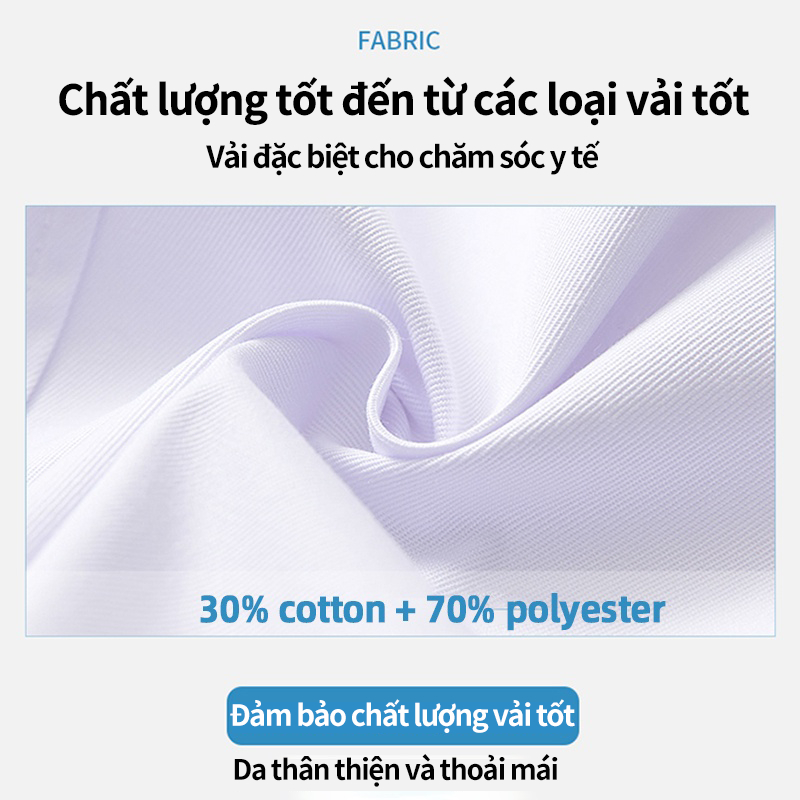 FABRIC
Chất lượng tốt đến từ các loại vải tốt
Vải đặc biệt cho chăm sóc y tế
30% cotton + 70% polyester
Đảm bảo chất lượng vải tốt
Da thân thiện và thoải mái